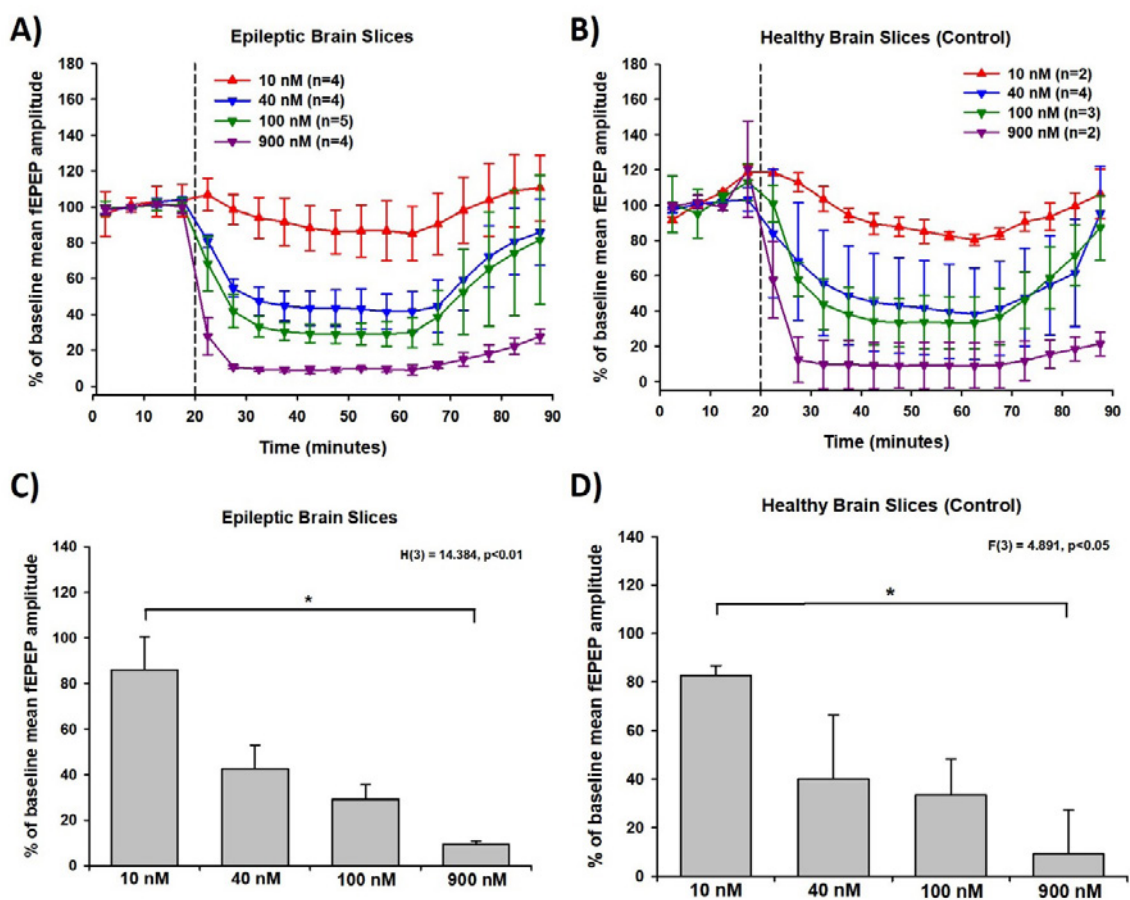 A)
Epileptic Brain Slices
% of baseline mean fEPEP amplitude
180
160
140
120
100
80
60
40
20
0
10 nM (n=4)
40 nM (n=4)
100 nM (n=5)
900 nM (n=4)
0 10 20 30 40 50 60 70 80 90
Time (minutes)
B)
Healthy Brain Slices (Control)
% of baseline mean fEPEP amplitude
180
160
140
120
100
80
60
40
20
0
10 nM (n=2)
40 nM (n=4)
100 nM (n=3)
900 nM (n=2)
0 10 20 30 40 50 60 70 80 90
Time (minutes)
C)
Epileptic Brain Slices
% of baseline mean fEPEP amplitude
140
120
100
80
60
40
20
0
H(3) = 14.384, p<0.01
*
10 nM 40 nM 100 nM 900 nM
D)
Healthy Brain Slices (Control)
% of baseline mean fEPEP amplitude
140
120
100
80
60
40
20
0
F(3) = 4.891, p<0.05
*
10 nM 40 nM 100 nM 900 nM